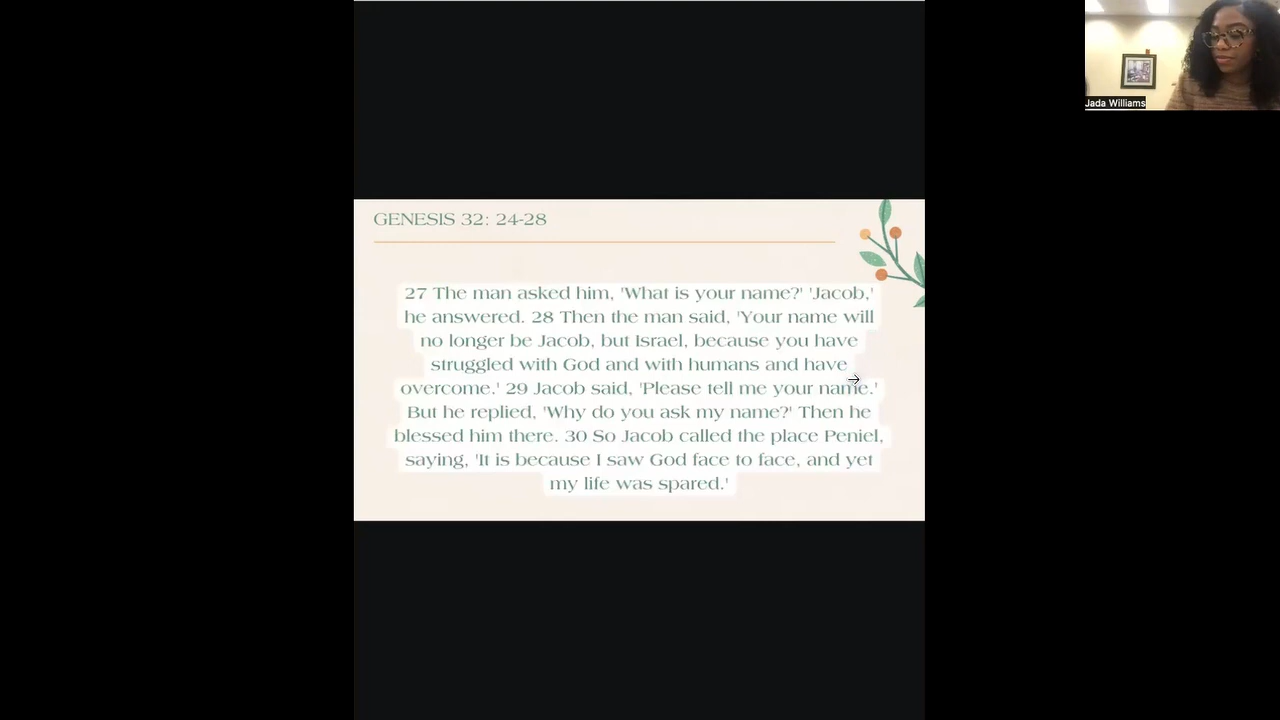 GENESIS 32: 24-28
27 The man asked him, 'What is your name?' 'Jacob,'
he answered. 28 Then the man said, 'Your name will
no longer be Jacob, but Israel, because you have
struggled with God and with humans and have
overcome.' 29 Jacob said, 'Please tell me your name.'
But he replied, 'Why do you ask my name?' Then he
blessed him there. 30 So Jacob called the place Peniel,
saying, 'It is because I saw God face to face, and yet
my life was spared.'
Jada Williams